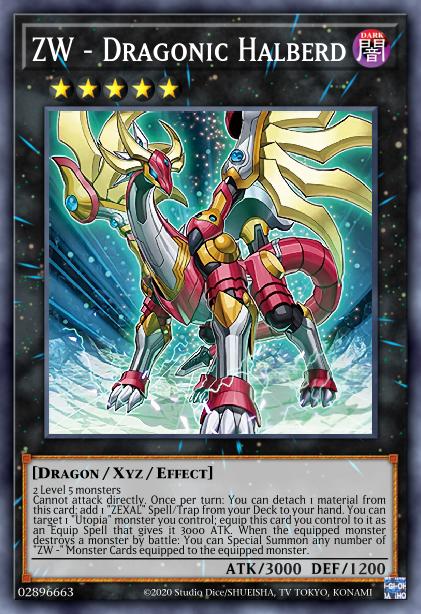 ZW - Dragonic Halberd
DARK
闇
[Dragon / Xyz / Effect]
2 Level 5 monsters
Cannot attack directly. Once per turn: You can detach 1 material from
this card; add 1 "ZEXAL" Spell/Trap from your Deck to your hand. You can
target 1 "Utopia" monster you control; equip this card you control to it as
an Equip Spell that gives it 3000 ATK. When the equipped monster
destroys a monster by battle: You can Special Summon any number of
"ZW -" Monster Cards equipped to the equipped monster.
ATK/3000 DEF/1200
02896663
©2020 Studio Dice/SHUEISHA, TV TOKYO, KONAMI